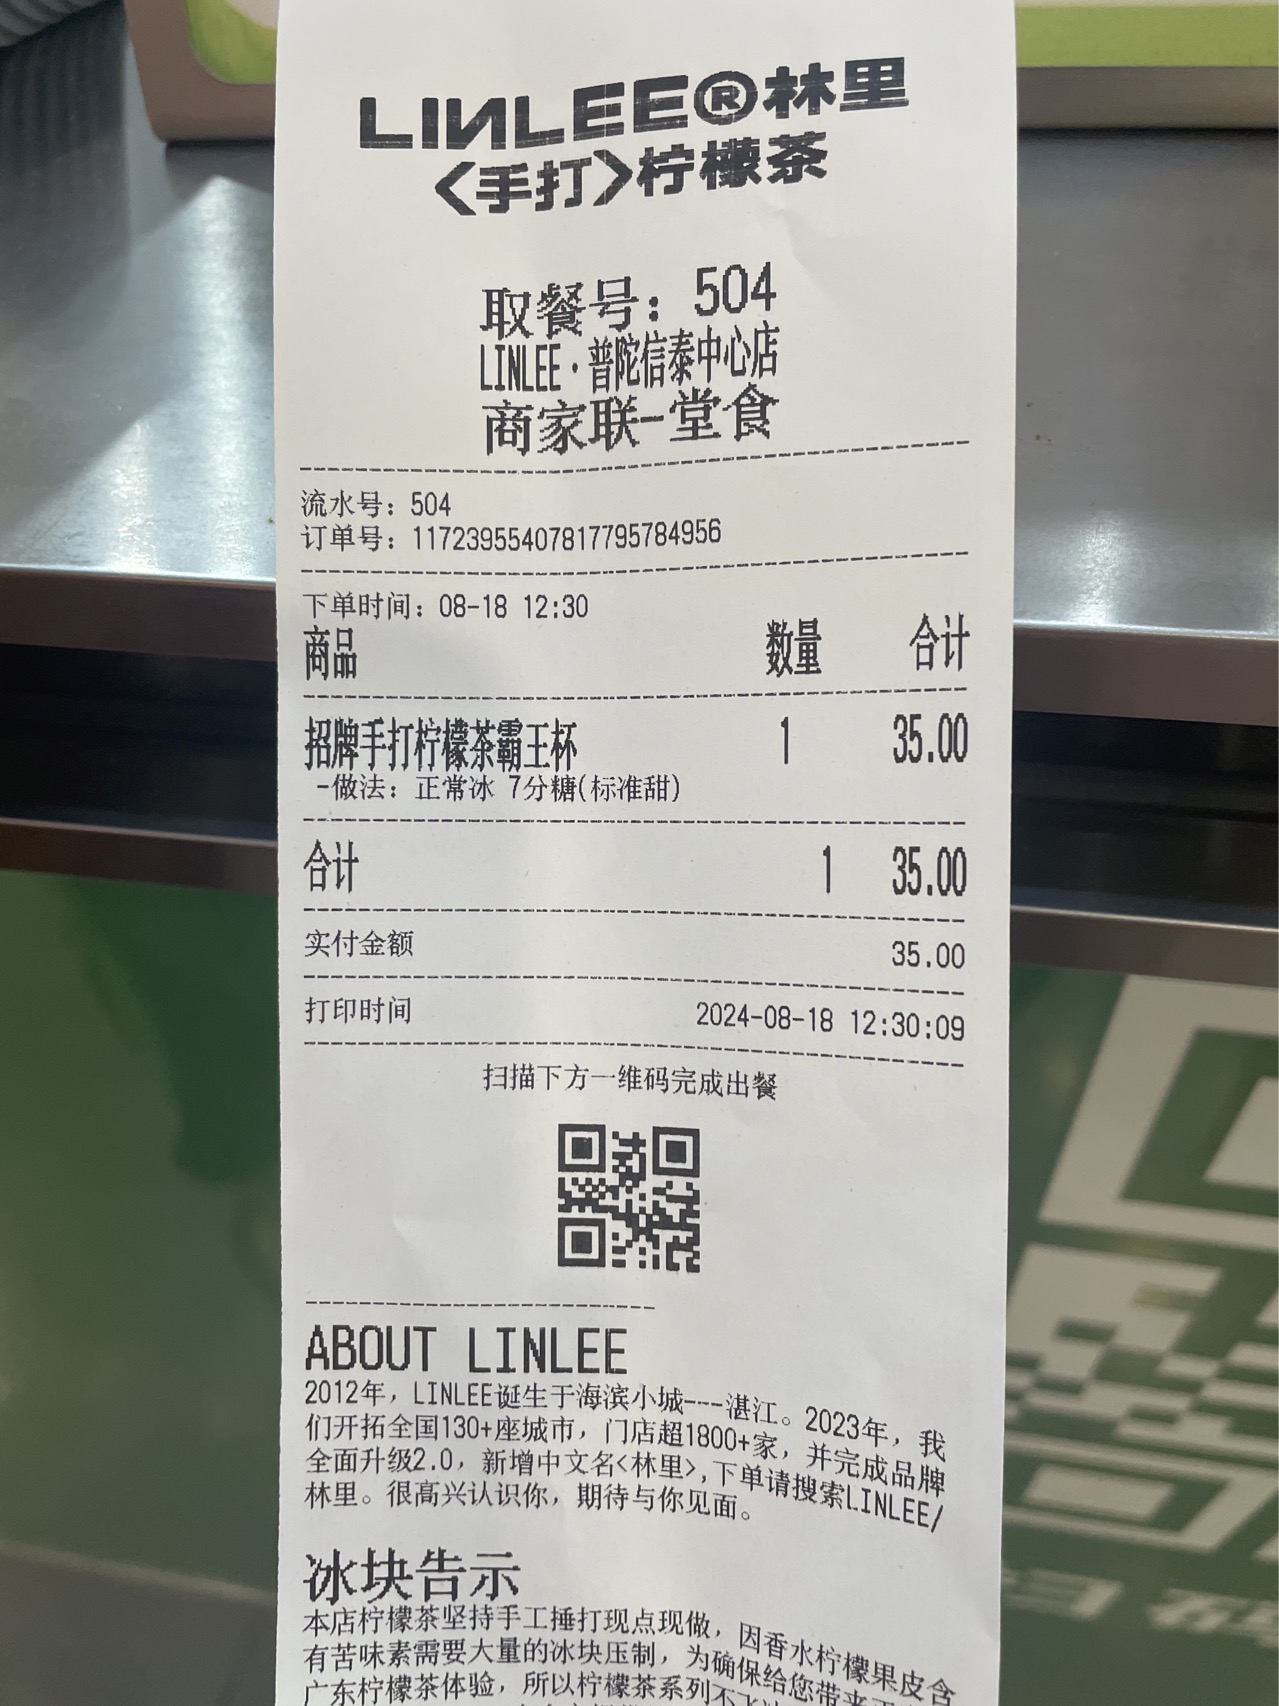 LINLEE®林里
<手打>柠檬茶
取餐号：504
LINLEE·普陀信泰中心店
商家联-堂食
流水号：504
订单号：11723955407817795784956
下单时间：08-18 12:30
商品 数量 合计
招牌手打柠檬茶霸王杯 1 35.00
-做法：正常冰 7分糖(标准甜)
合计 1 35.00
实付金额 35.00
打印时间 2024-08-18 12:30:09
扫描下方一维码完成出餐
ABOUT LINLEE
2012年，LINLEE诞生于海滨小城---湛江。2023年，我
们开拓全国130+座城市，门店超1800+家，并完成品牌
全面升级2.0，新增中文名<林里>,下单请搜索LINLEE/
林里。很高兴认识你，期待与你见面。
冰块告示
本店柠檬茶坚持手工捶打现点现做，因香水柠檬果皮含
有苦味素需要大量的冰块压制，为确保给您带来
广东柠檬茶体验，所以柠檬茶系列不